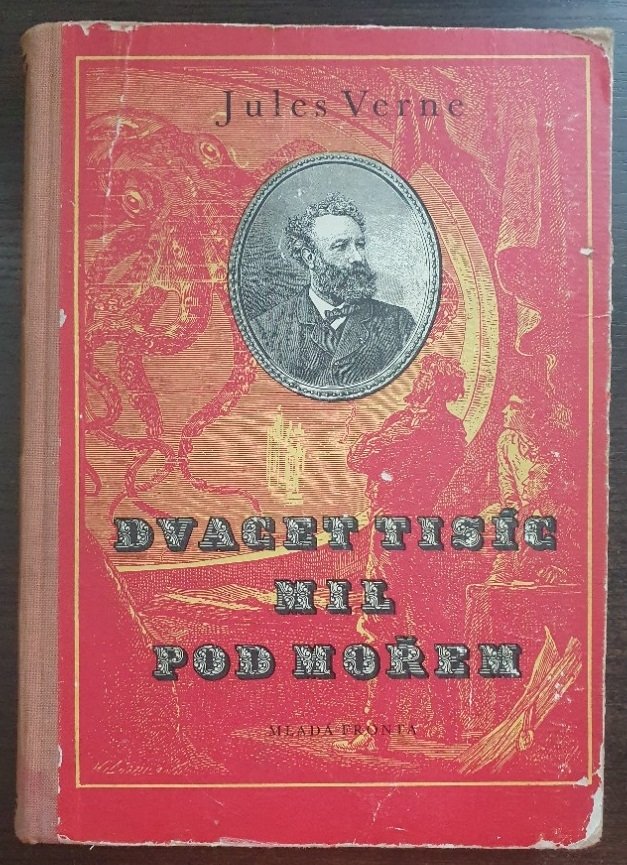 Jules Verne
DVACET TISÍC
MIL
POD MOŘEM
MLADÁ FRONTA